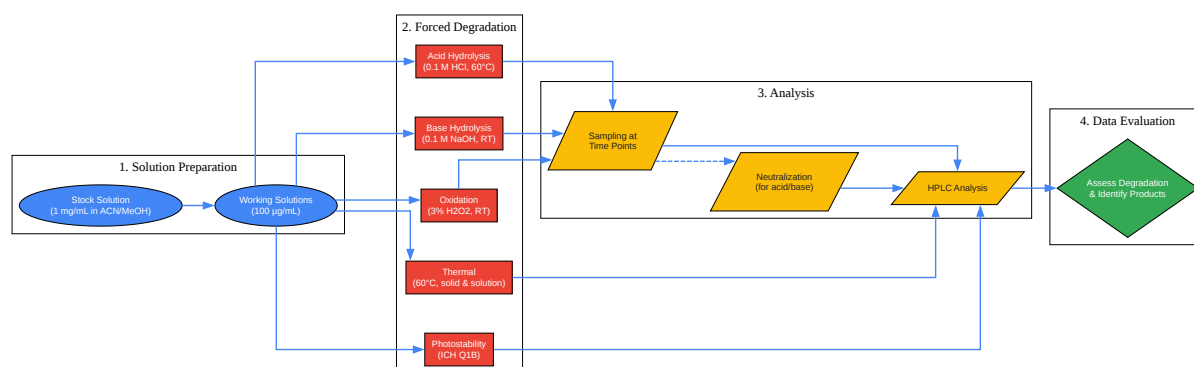 1. Solution Preparation
Stock Solution
(1 mg/mL in ACN/MeOH)
Working Solutions
(100 µg/mL)
2. Forced Degradation
Acid Hydrolysis
(0.1 M HCl, 60°C)
Base Hydrolysis
(0.1 M NaOH, RT)
Oxidation
(3% H2O2, RT)
Thermal
(60°C, solid & solution)
Photostability
(ICH Q1B)
3. Analysis
Sampling at
Time Points
Neutralization
(for acid/base)
HPLC Analysis
4. Data Evaluation
Assess Degradation
& Identify Products